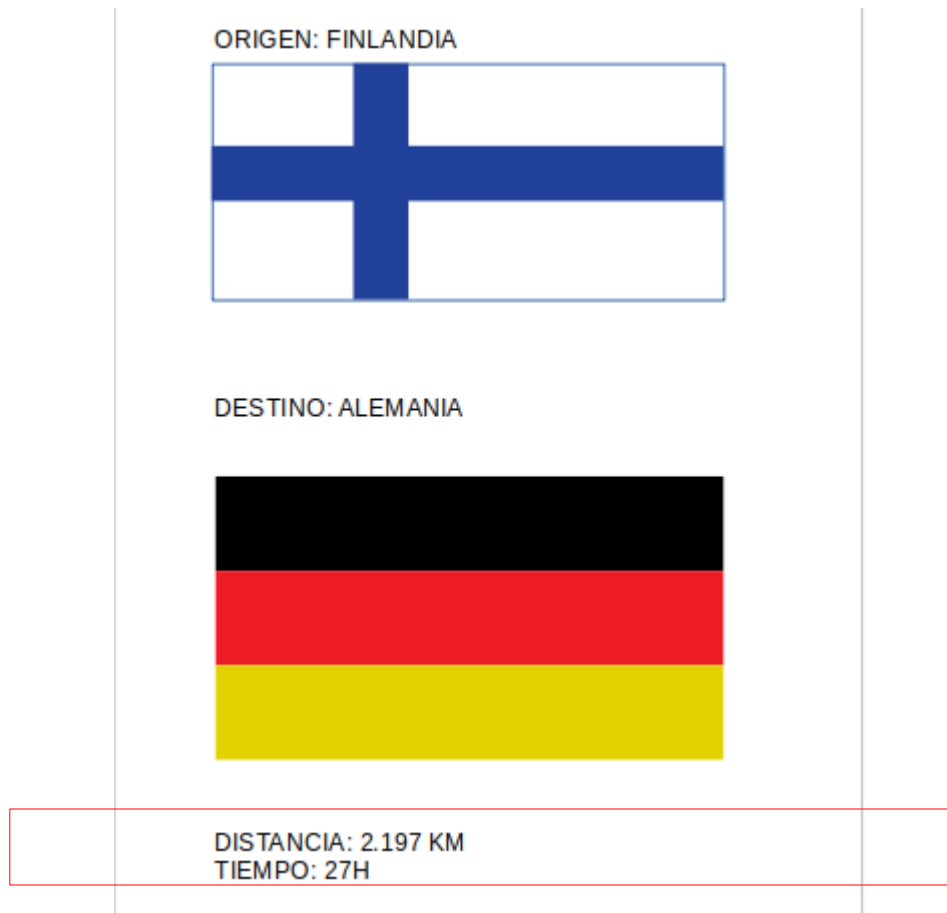 ORIGEN: FINLANDIA
DESTINO: ALEMANIA
DISTANCIA: 2.197 KM
TIEMPO: 27H